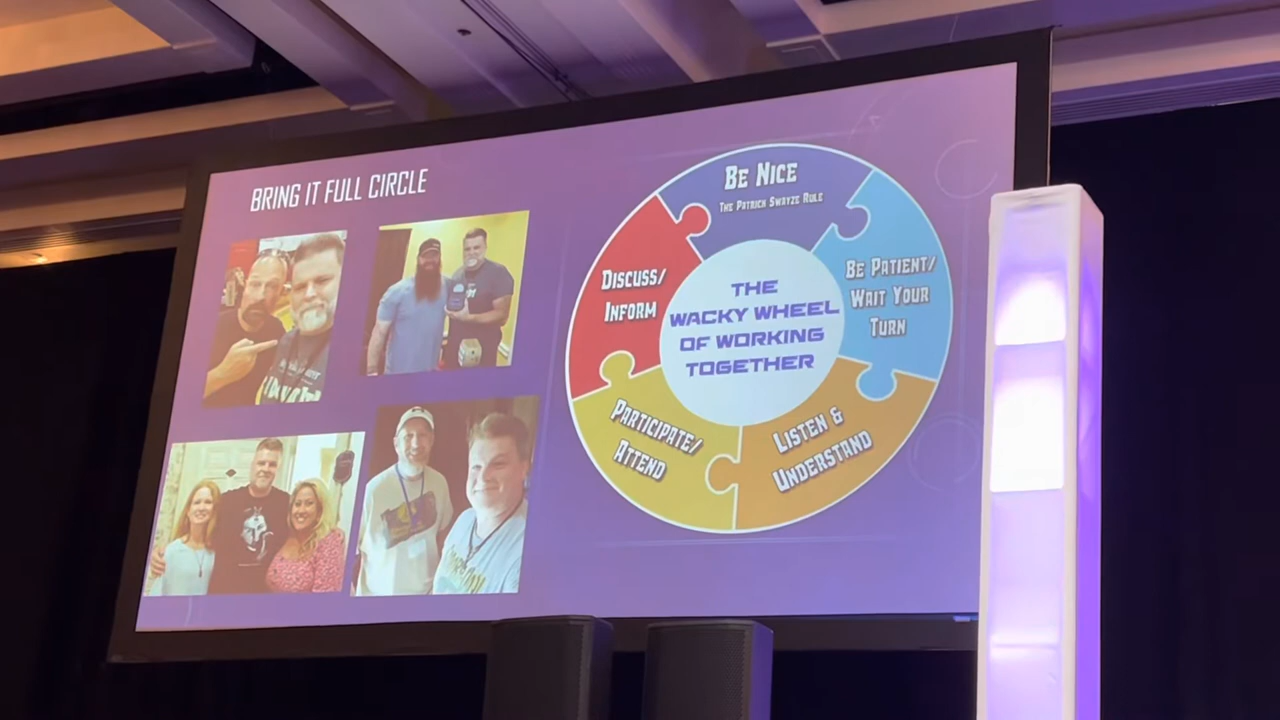 BRING IT FULL CIRCLE
BE NICE
THE PATRICK SWAYZE RULE
BE PATIENT/
WAIT YOUR
TURN
LISTEN &
UNDERSTAND
PARTICIPATE/
ATTEND
DISCUSS/
INFORM
THE
WACKY WHEEL
OF WORKING
TOGETHER